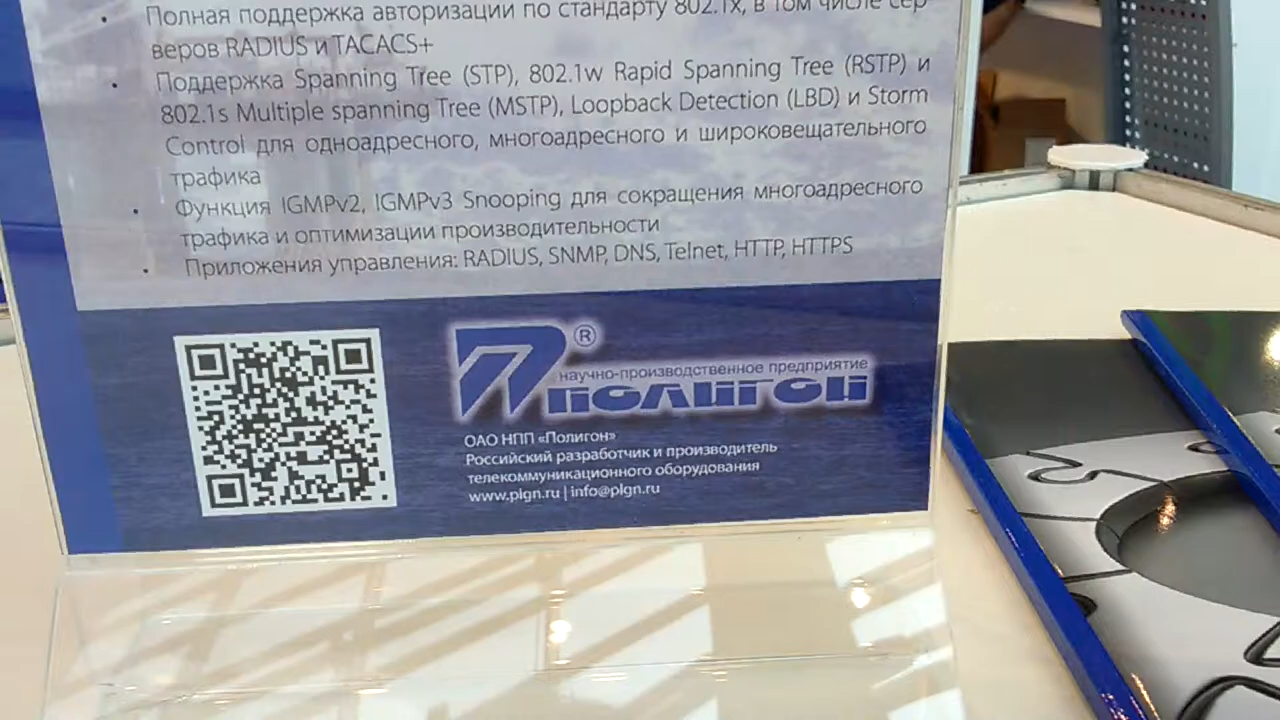 • Полная поддержка авторизации по стандарту 802.1x, в том числе сер
веров RADIUS и TACACS+
• Поддержка Spanning Tree (STP), 802.1w Rapid Spanning Tree (RSTP) и
802.1s Multiple spanning Tree (MSTP), Loopback Detection (LBD) и Storm
Control для одноадресного, многоадресного и широковещательного
трафика
• Функция IGMPv2, IGMPv3 Snooping для сокращения многоадресного
трафика и оптимизации производительности
• Приложения управления: RADIUS, SNMP, DNS, Telnet, HTTP, HTTPS
®
научно-производственное предприятие
ПОЛИГОН
ОАО НПП «Полигон»
Российский разработчик и производитель
телекоммуникационного оборудования
www.plgn.ru | info@plgn.ru